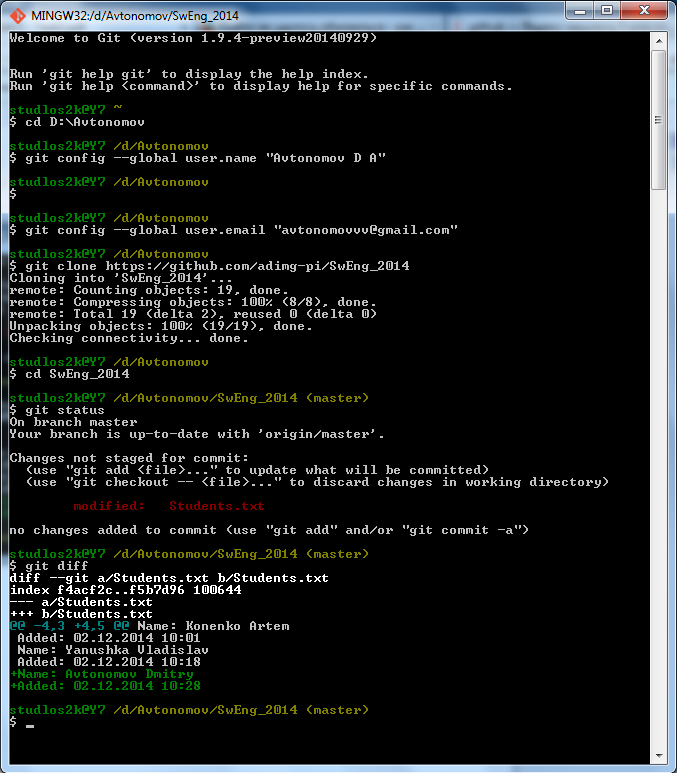 MINGW32:/d/Avtonomov/SwEng_2014
Welcome to Git (version 1.9.4-preview20140929)
Run 'git help git' to display the help index.
Run 'git help <command>' to display help for specific commands.
studlos2k@Y7 ~
$ cd D:\Avtonomov
studlos2k@Y7 /d/Avtonomov
$ git config --global user.name "Avtonomov D A"
studlos2k@Y7 /d/Avtonomov
$
studlos2k@Y7 /d/Avtonomov
$ git config --global user.email "avtonomovvv@gmail.com"
studlos2k@Y7 /d/Avtonomov
$ git clone https://github.com/adimg-pi/SwEng_2014
Cloning into 'SwEng_2014'...
remote: Counting objects: 19, done.
remote: Compressing objects: 100% (8/8), done.
remote: Total 19 (delta 2), reused 0 (delta 0)
Unpacking objects: 100% (19/19), done.
Checking connectivity... done.
studlos2k@Y7 /d/Avtonomov
$ cd SwEng_2014
studlos2k@Y7 /d/Avtonomov/SwEng_2014 (master)
$ git status
On branch master
Your branch is up-to-date with 'origin/master'.
Changes not staged for commit:
  (use "git add <file>..." to update what will be committed)
  (use "git checkout -- <file>..." to discard changes in working directory)
        modified:   Students.txt
no changes added to commit (use "git add" and/or "git commit -a")
studlos2k@Y7 /d/Avtonomov/SwEng_2014 (master)
$ git diff
diff --git a/Students.txt b/Students.txt
index f4acf2c..f5b7d96 100644
--- a/Students.txt
+++ b/Students.txt
@@ -4,3 +4,5 @@ Name: Konenko Artem
 Added: 02.12.2014 10:01
 Name: Yanushka Vladislav
 Added: 02.12.2014 10:18
+Name: Avtonomov Dmitry
+Added: 02.12.2014 10:28
studlos2k@Y7 /d/Avtonomov/SwEng_2014 (master)
$ _